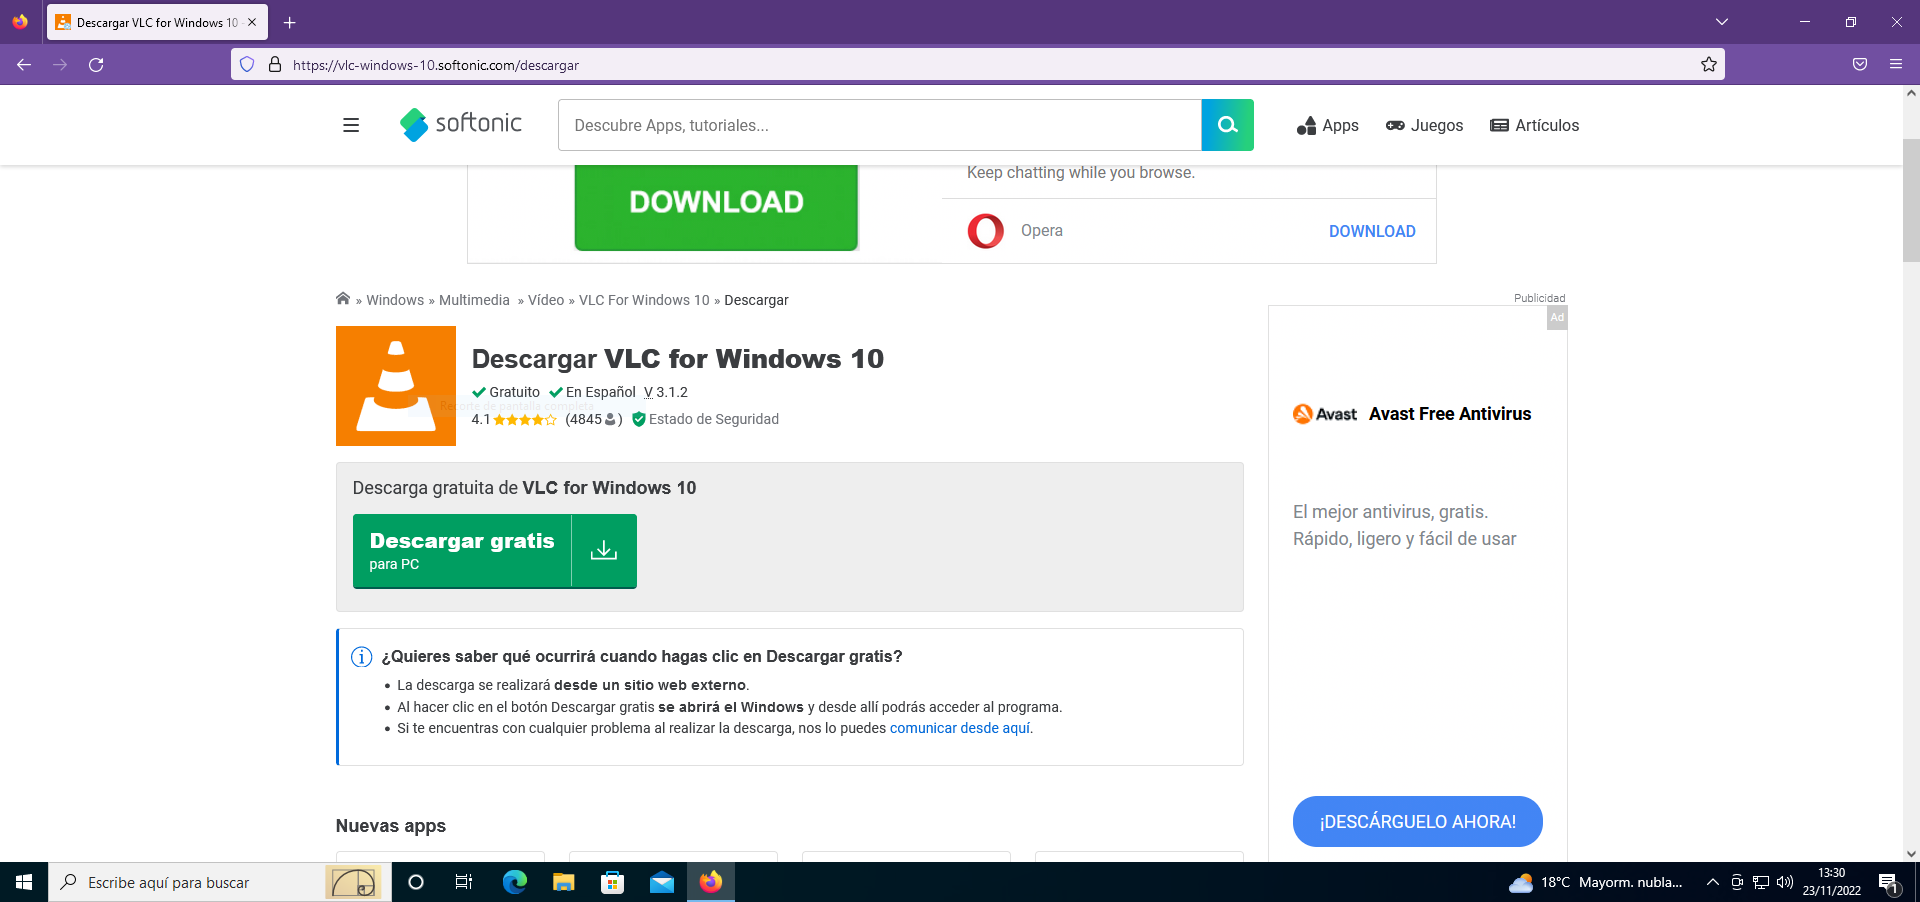 Descargar VLC for Windows 10
https://vlc-windows-10.softonic.com/descargar
softonic
Descubre Apps, tutoriales...
Apps
Juegos
Artículos
DOWNLOAD
Keep chatting while you browse.
Opera
DOWNLOAD
» Windows » Multimedia » Vídeo » VLC For Windows 10 » Descargar
Publicidad
Ad
Descargar VLC for Windows 10
Gratuito En Español V 3.1.2
Recorte de pantalla completa
4.1 (4845) Estado de Seguridad
Avast Avast Free Antivirus
Descarga gratuita de VLC for Windows 10
El mejor antivirus, gratis.
Rápido, ligero y fácil de usar
Descargar gratis
para PC
¿Quieres saber qué ocurrirá cuando hagas clic en Descargar gratis?
• La descarga se realizará desde un sitio web externo.
• Al hacer clic en el botón Descargar gratis se abrirá el Windows y desde allí podrás acceder al programa.
• Si te encuentras con cualquier problema al realizar la descarga, nos lo puedes comunicar desde aquí.
¡DESCÁRGUELO AHORA!
Nuevas apps
Escribe aquí para buscar
18°C Mayorm. nubla...
13:30
23/11/2022
1